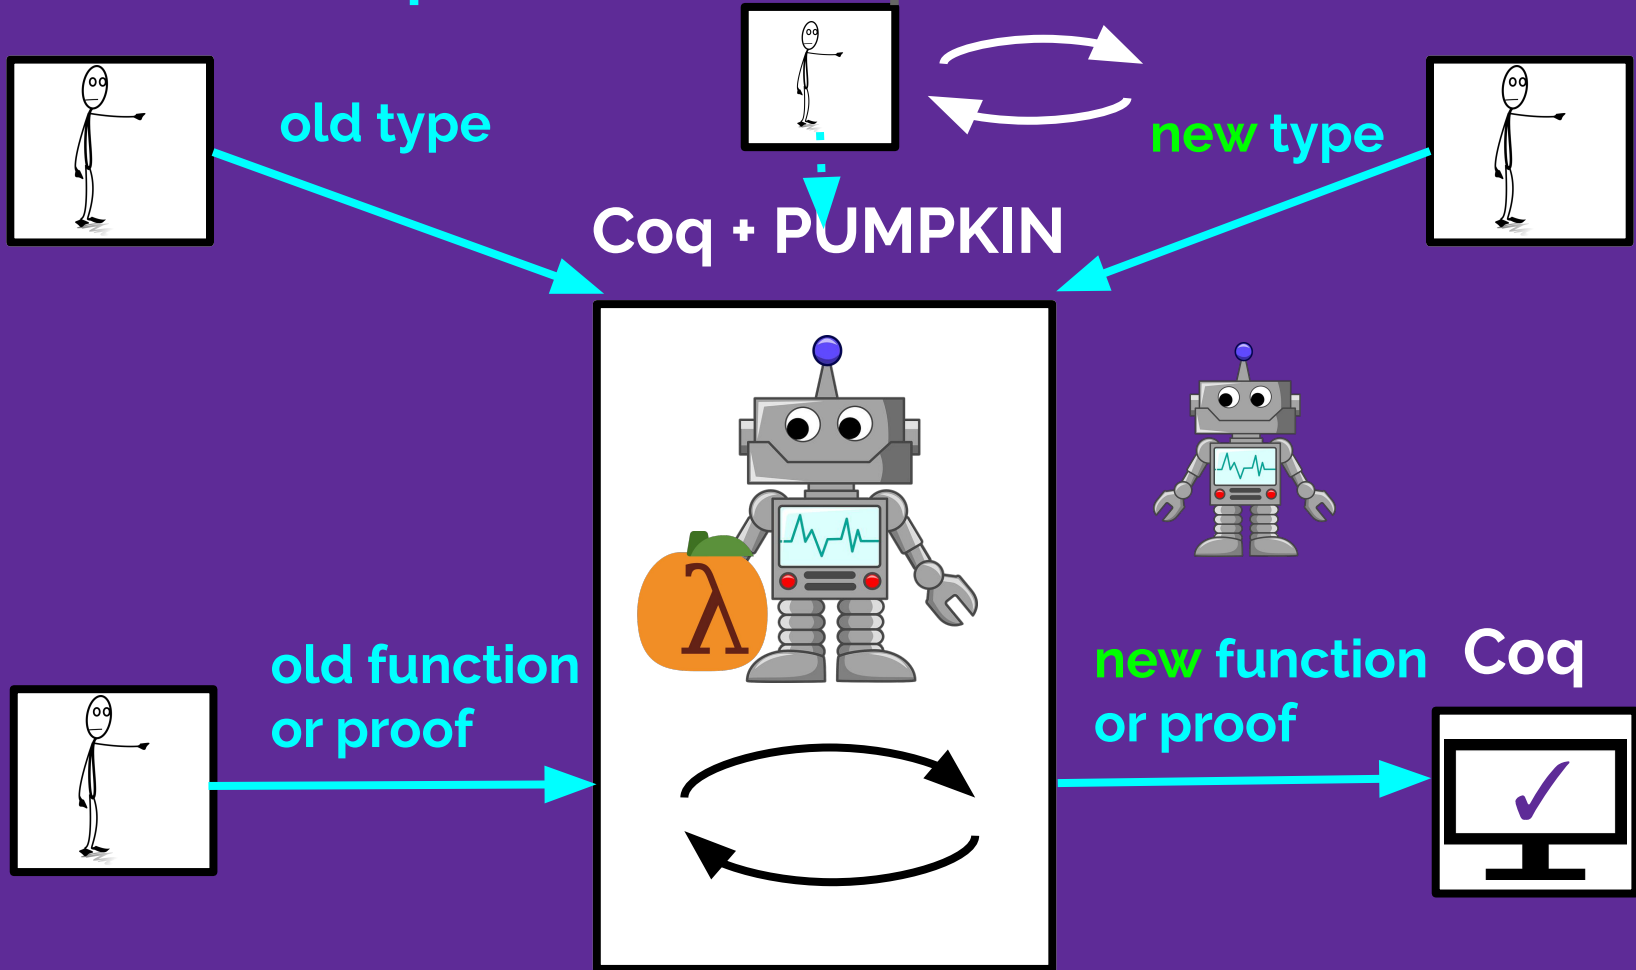 old type
new type
Coq + PUMPKIN
λ
old function
or proof
new function
or proof
Coq